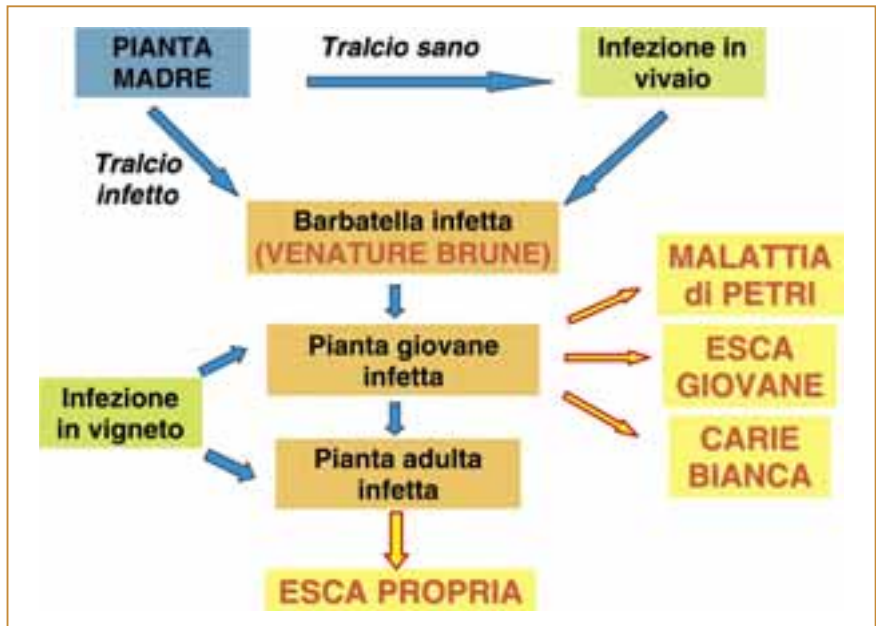 PIANTA
MADRE
Tralcio sano
Infezione in
vivaio
Tralcio
infetto
Barbatella infetta
(VENATURE BRUNE)
MALATTIA
di PETRI
Pianta giovane
infetta
ESCA
GIOVANE
Infezione
in vigneto
CARIE
BIANCA
Pianta adulta
infetta
ESCA PROPRIA